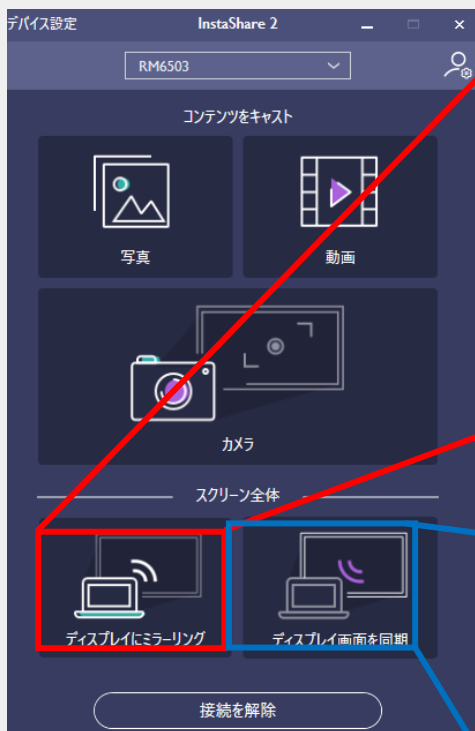 デバイス設定
InstaShare 2
RM6503
コンテンツをキャスト
写真
動画
カメラ
スクリーン全体
ディスプレイにミラーリング
ディスプレイ画面を同期
接続を解除